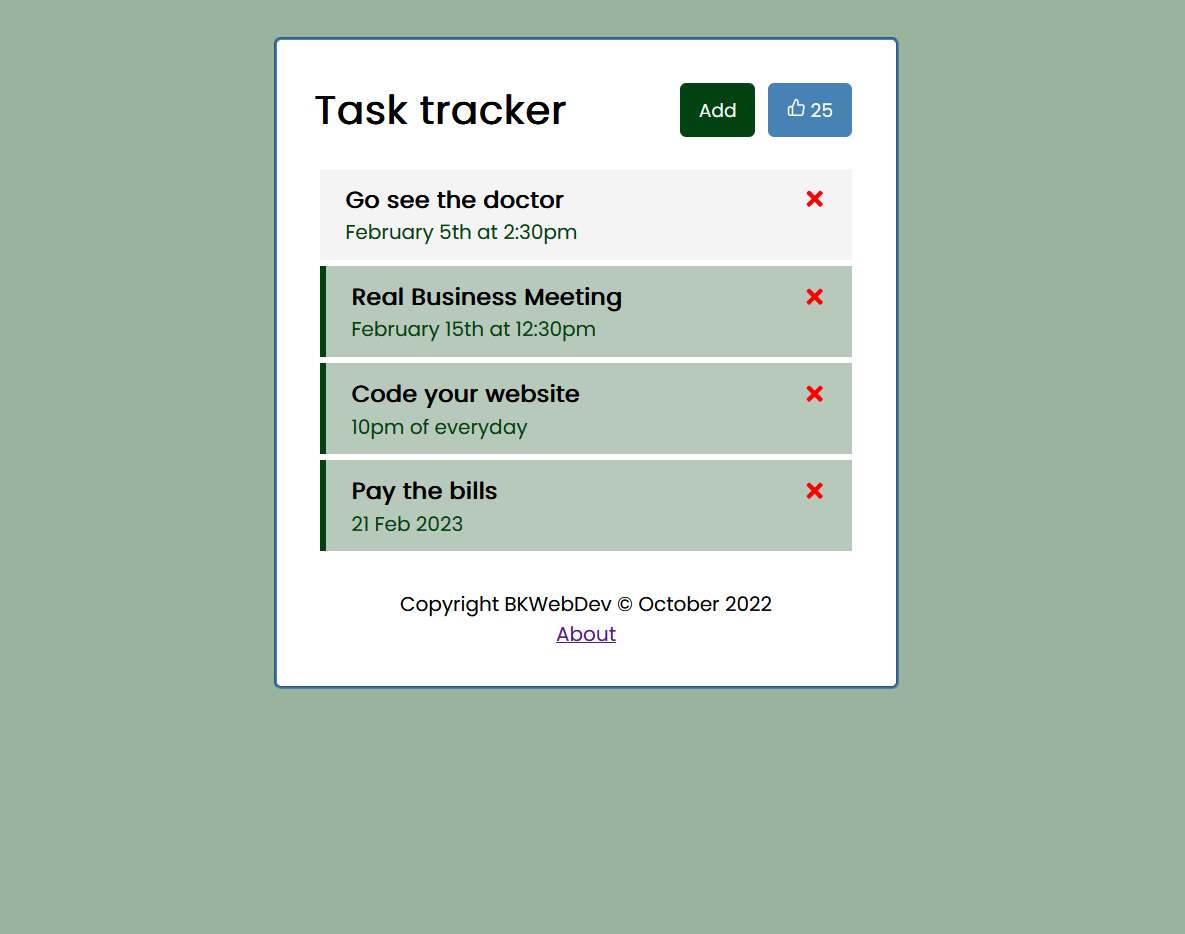 Task tracker
Add
25
Go see the doctor
February 5th at 2:30pm
Real Business Meeting
February 15th at 12:30pm
Code your website
10pm of everyday
Pay the bills
21 Feb 2023
Copyright BKWebDev © October 2022
About